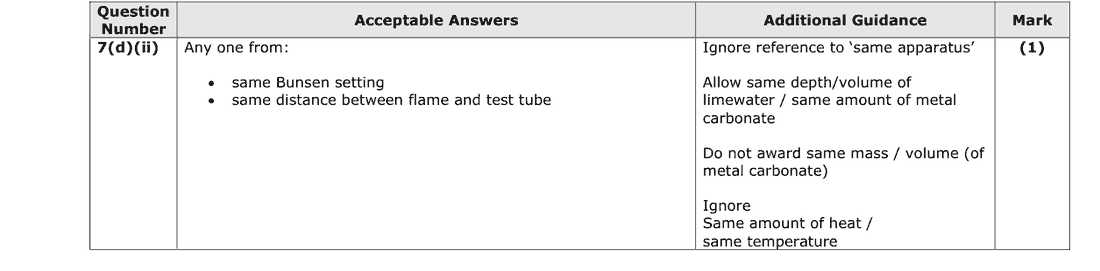 Question Number
Acceptable Answers
Additional Guidance
Mark
7(d)(ii)
Any one from:
• same Bunsen setting
• same distance between flame and test tube
Ignore reference to ‘same apparatus’
Allow same depth/volume of
limewater / same amount of metal
carbonate
Do not award same mass / volume (of
metal carbonate)
Ignore
Same amount of heat /
same temperature
(1)